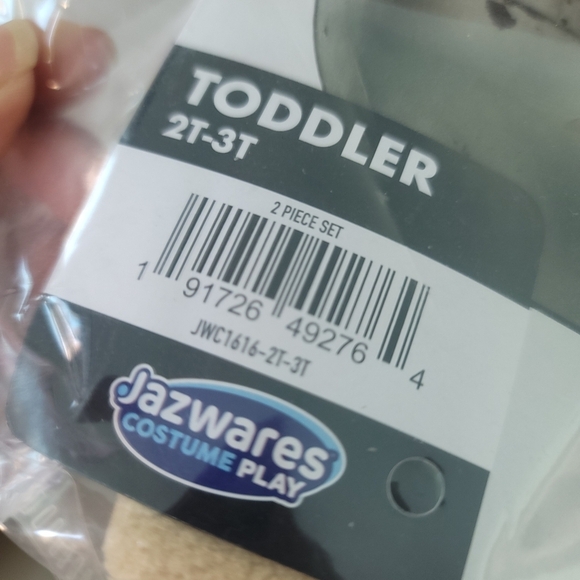 TODDLER
2T-3T
2 PIECE SET
1 91726 49276 4
JWC1616-2T-3T
Jazwares
COSTUME PLAY